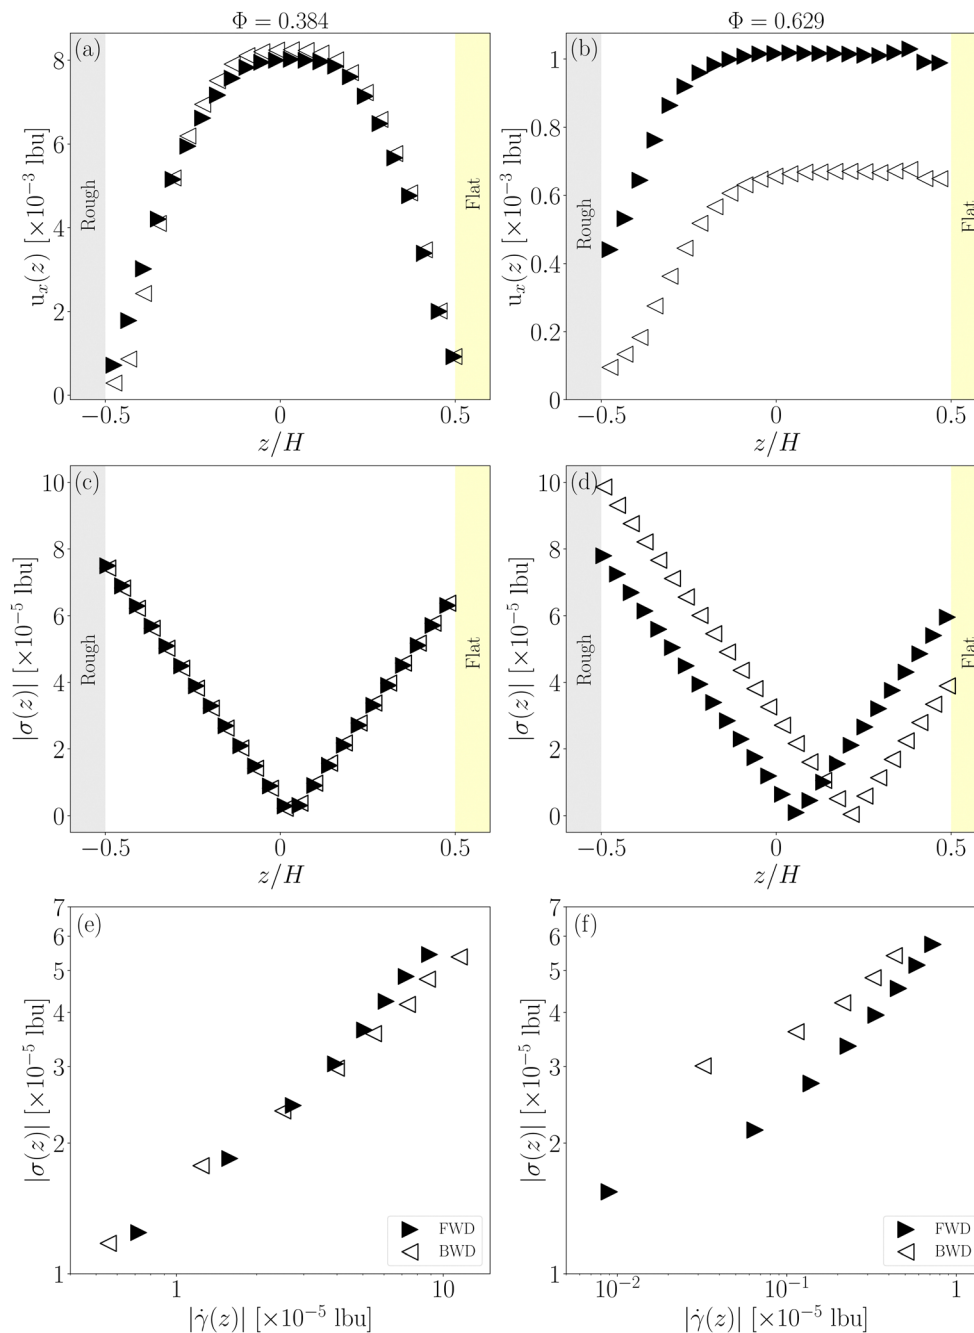 Φ = 0.384
Φ = 0.629
(a)
8
6
4
2
0
u_x(z) [×10⁻³ lbu]
Rough
Flat
−0.5
0
0.5
z/H
(b)
1
0.8
0.6
0.4
0.2
0
u_x(z) [×10⁻³ lbu]
Rough
Flat
−0.5
0
0.5
z/H
(c)
10
8
6
4
2
0
|σ(z)| [×10⁻⁵ lbu]
Rough
Flat
−0.5
0
0.5
z/H
(d)
10
8
6
4
2
0
|σ(z)| [×10⁻⁵ lbu]
Rough
Flat
−0.5
0
0.5
z/H
(e)
7
6
5
4
3
2
1
|σ(z)| [×10⁻⁵ lbu]
FWD
BWD
1
10
|γ̇(z)| [×10⁻⁵ lbu]
(f)
7
6
5
4
3
2
1
|σ(z)| [×10⁻⁵ lbu]
FWD
BWD
10⁻²
10⁻¹
1
|γ̇(z)| [×10⁻⁵ lbu]